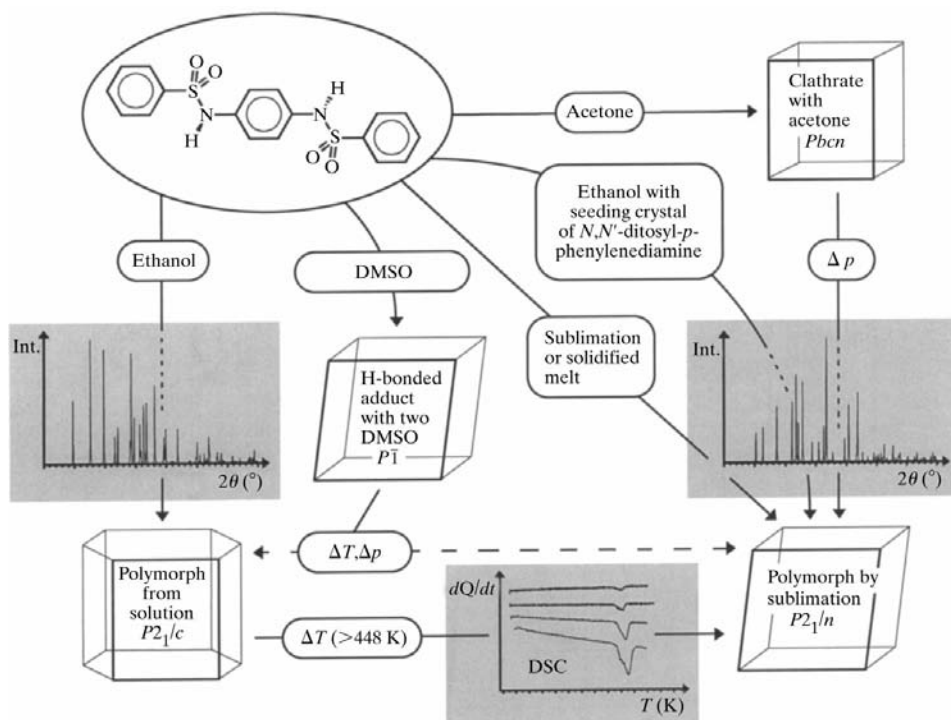 O
O
S
N
H
H
N
S
O
O
Acetone
Clathrate
with
acetone
Pbcn
Ethanol
DMSO
Ethanol with
seeding crystal
of N,N'-ditosyl-p-
phenylenediamine
Δ p
Sublimation
or solidified
melt
Int.
2θ (°)
H-bonded
adduct
with two
DMSO
P1̄
Int.
2θ (°)
ΔT,Δp
Polymorph
from
solution
P2₁/c
ΔT (>448 K)
dQ/dt
DSC
T (K)
Polymorph by
sublimation
P2₁/n